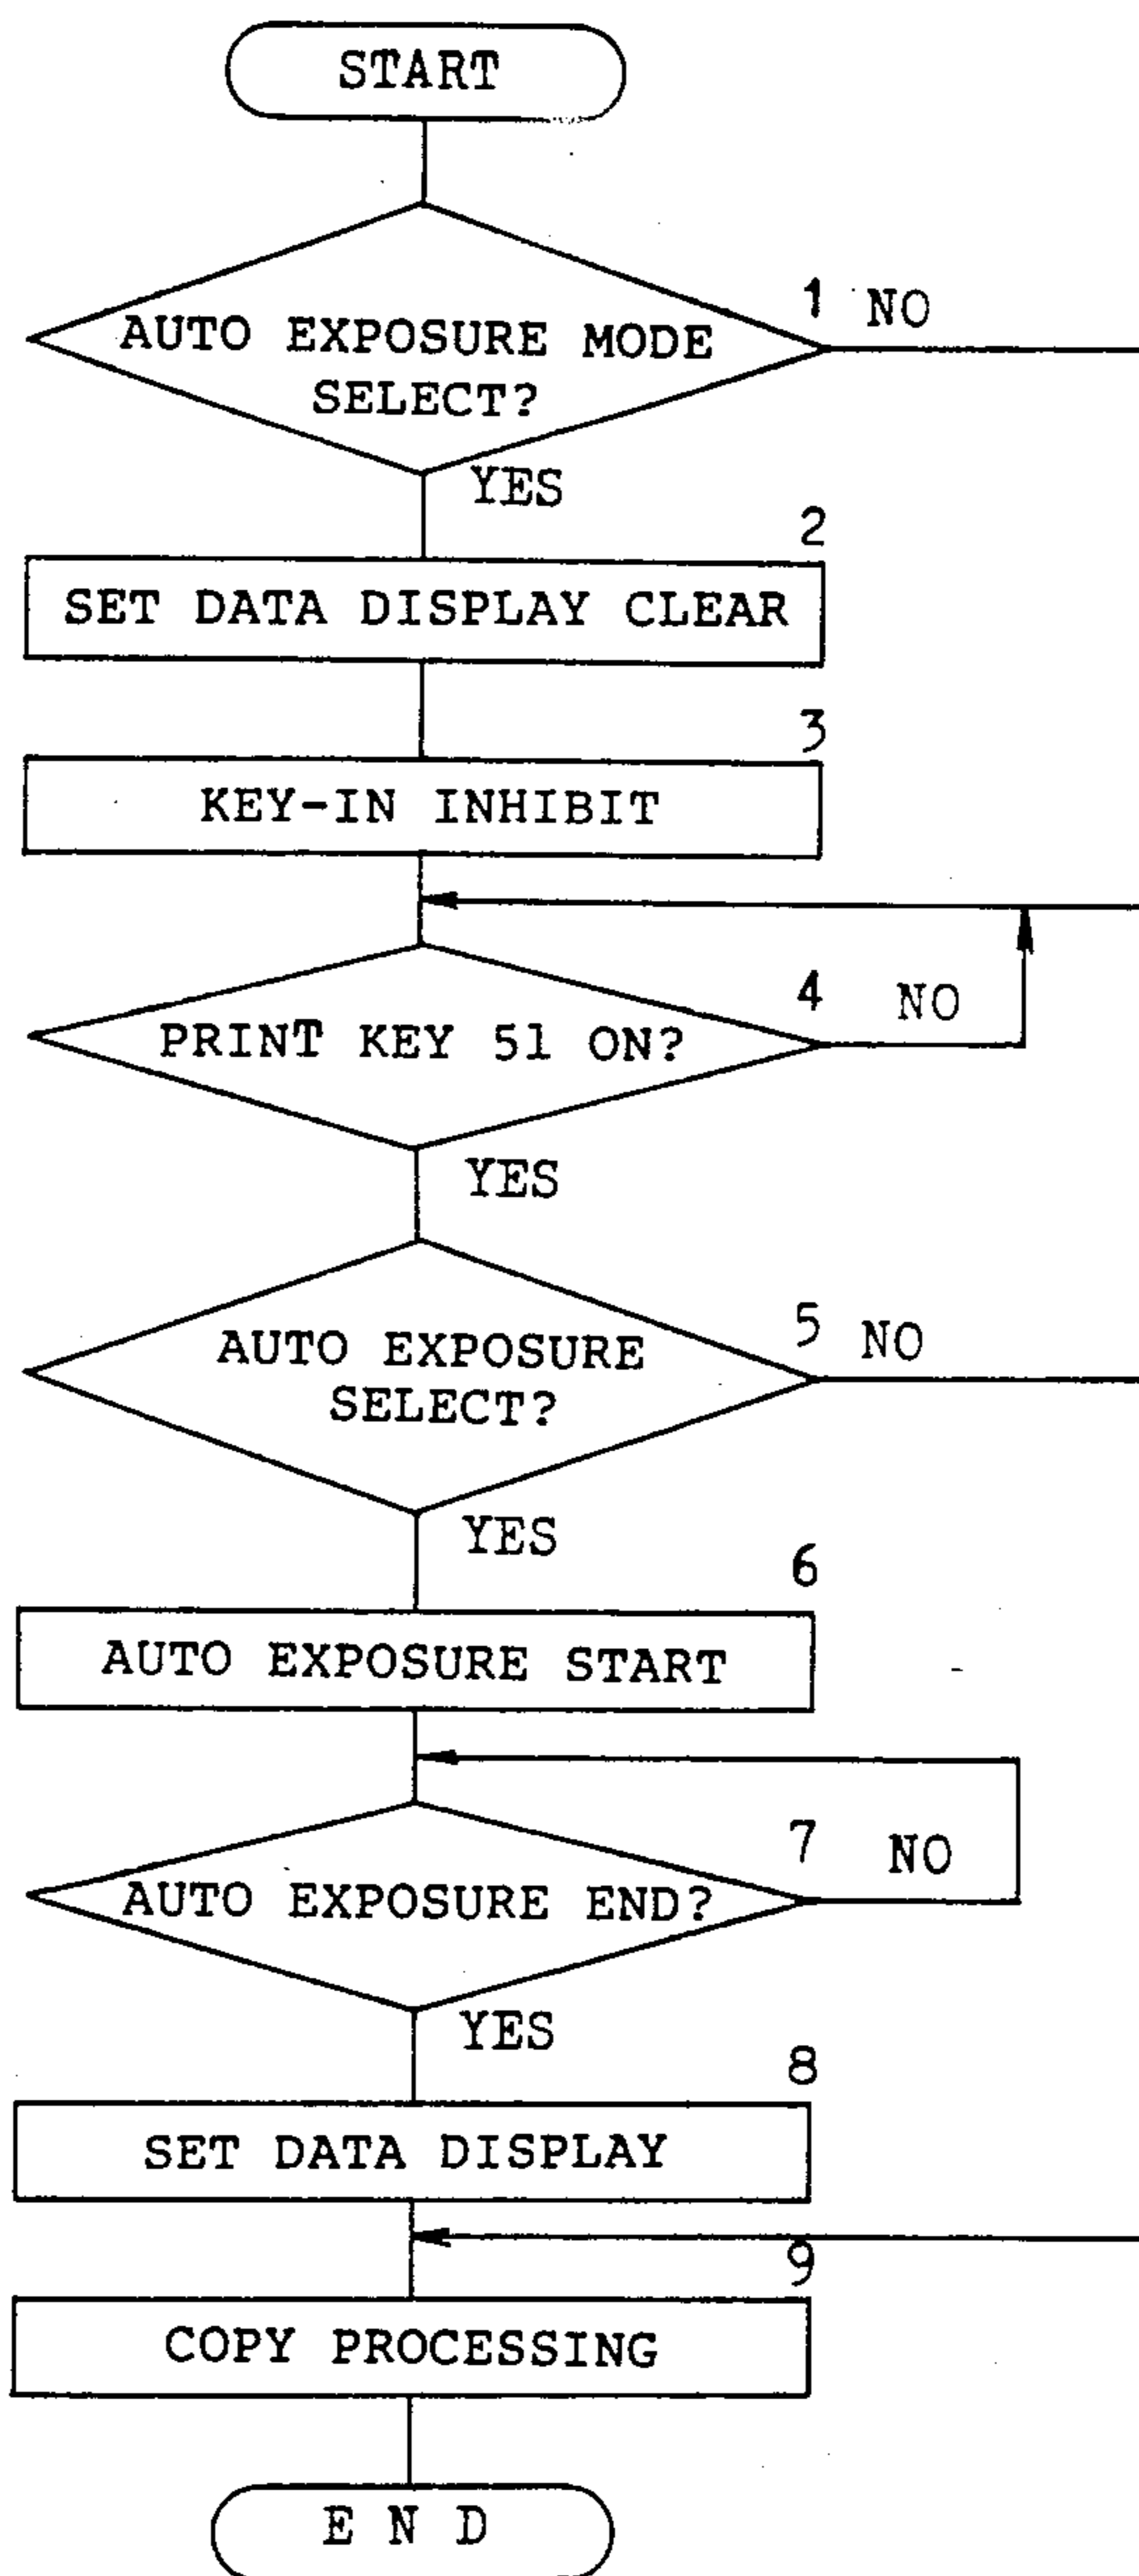 START
1 NO
AUTO EXPOSURE MODE
SELECT?
YES
2
SET DATA DISPLAY CLEAR
3
KEY-IN INHIBIT
4 NO
PRINT KEY 51 ON?
YES
5 NO
AUTO EXPOSURE
SELECT?
YES
6
AUTO EXPOSURE START
7 NO
AUTO EXPOSURE END?
YES
8
SET DATA DISPLAY
9
COPY PROCESSING
E N D